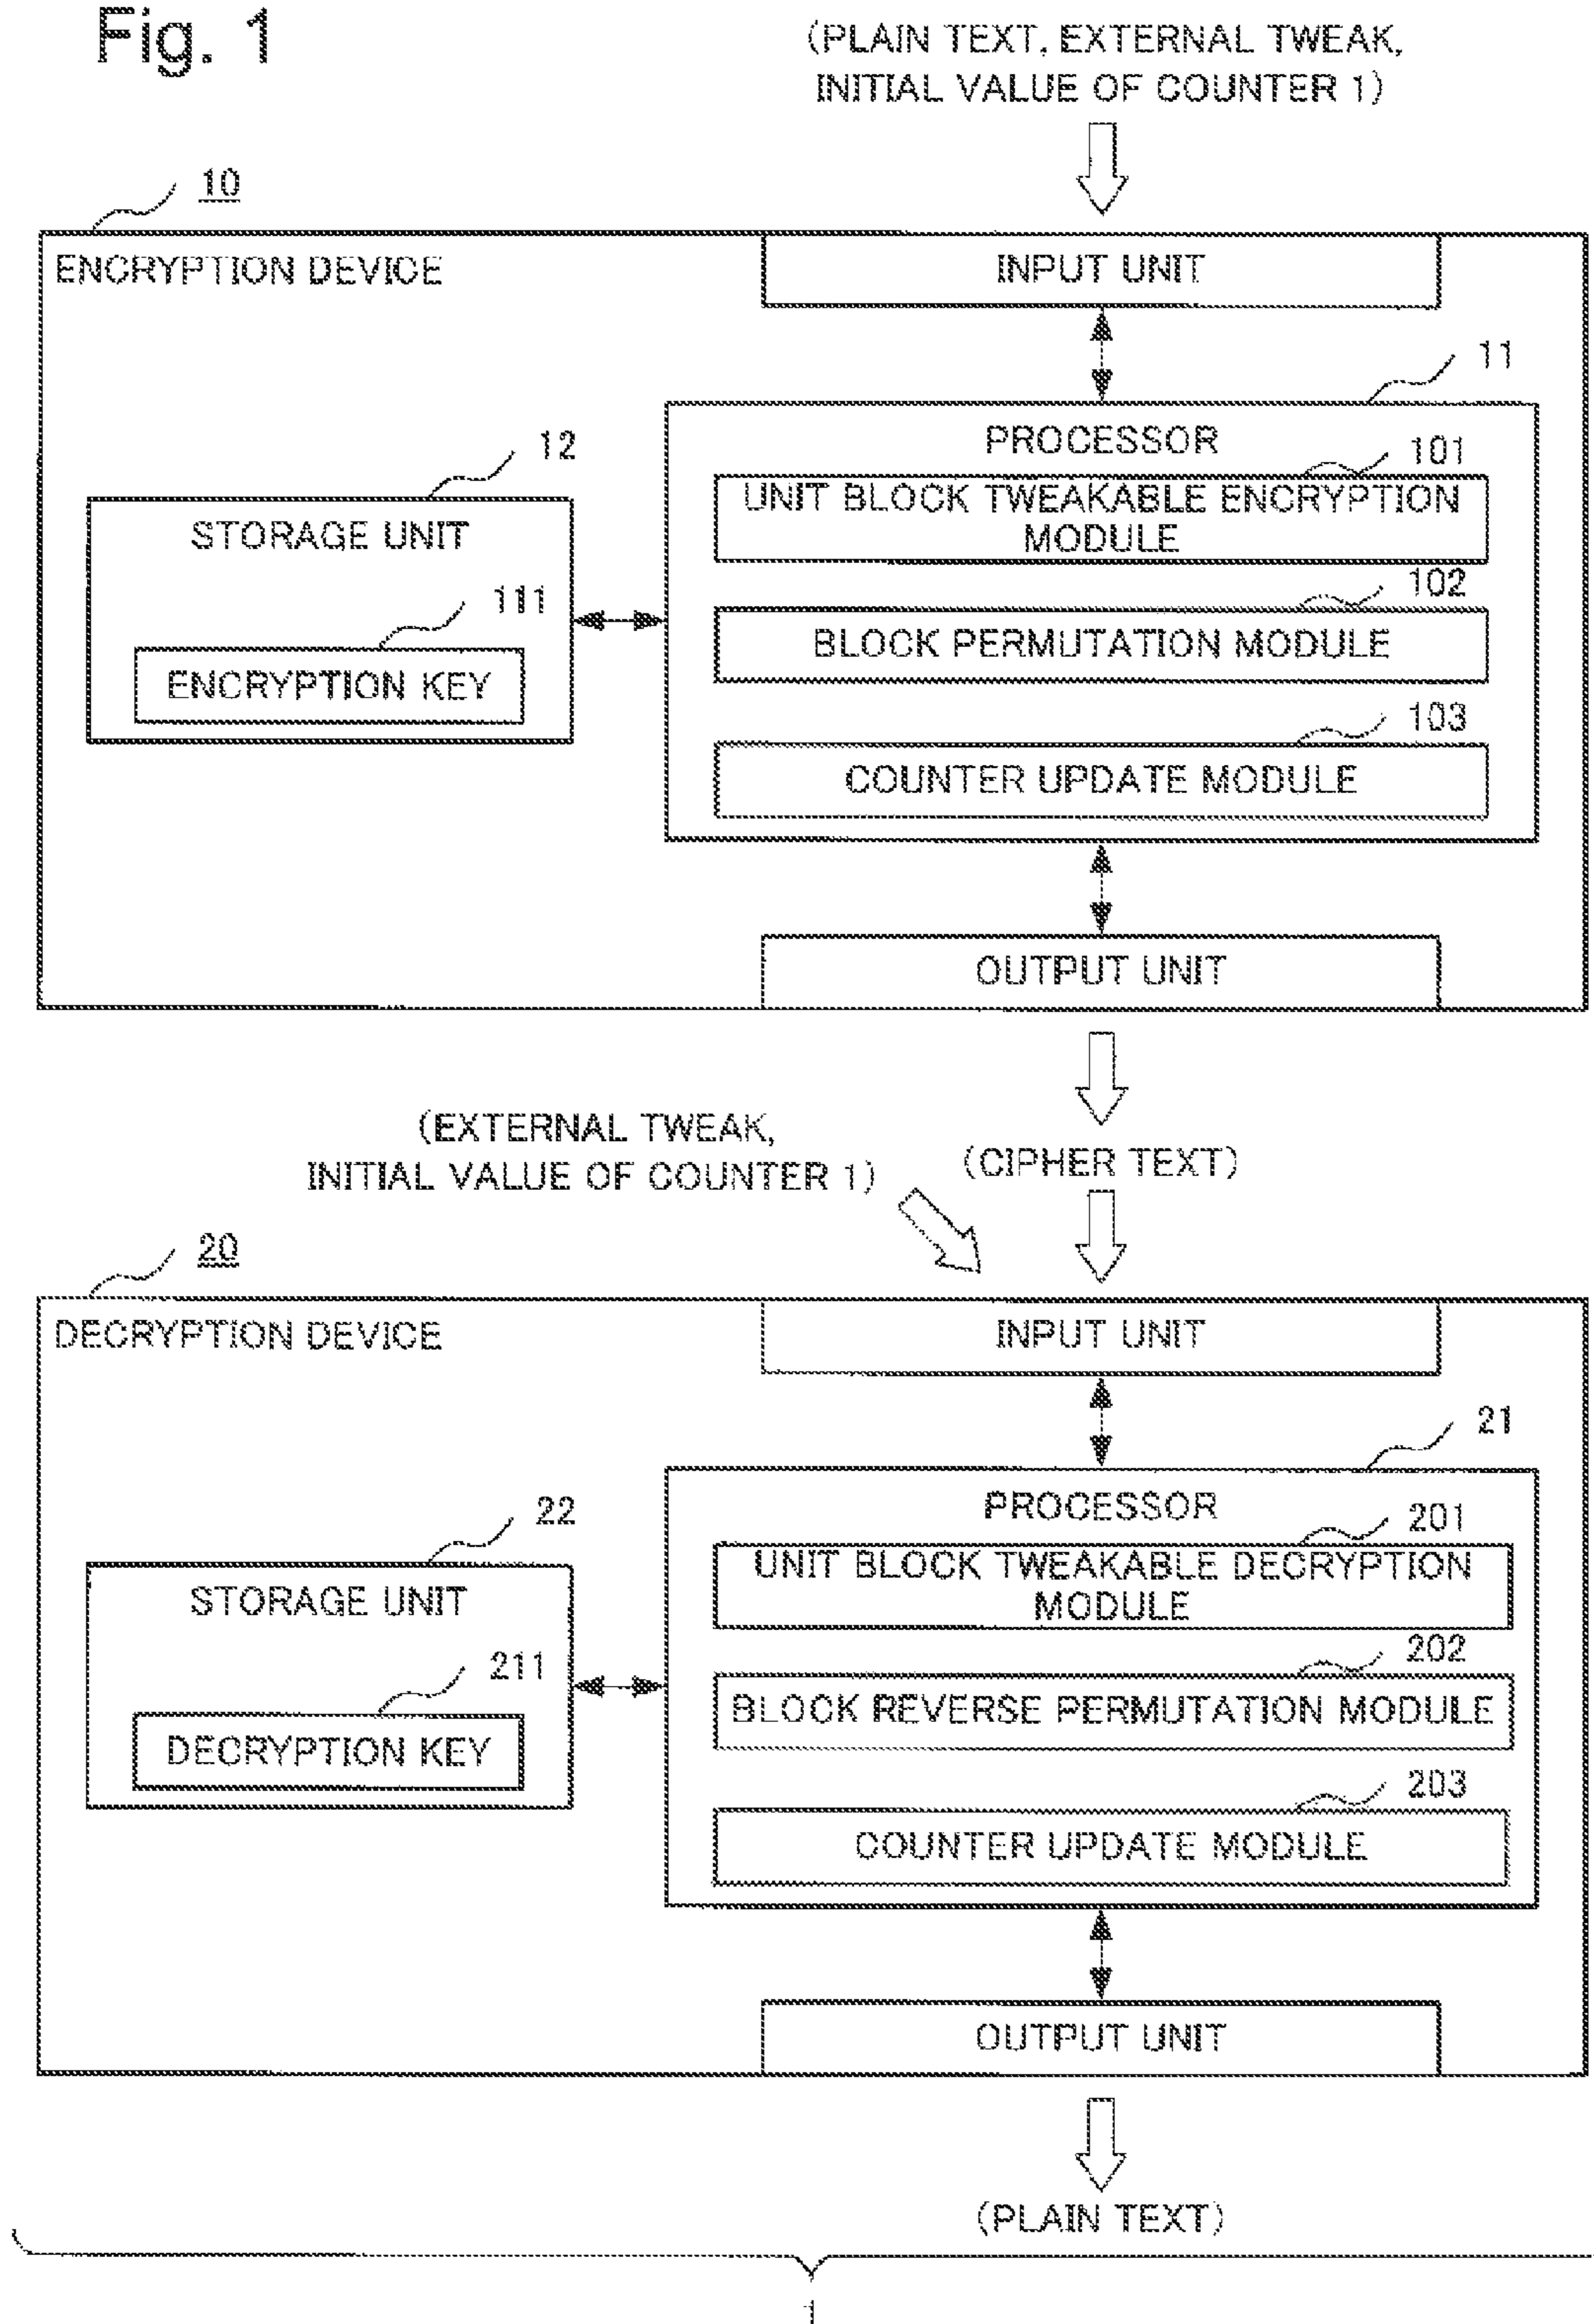 Fig. 1
(PLAIN TEXT, EXTERNAL TWEAK,
INITIAL VALUE OF COUNTER 1)
10
ENCRYPTION DEVICE
INPUT UNIT
11
PROCESSOR
12
STORAGE UNIT
101
UNIT BLOCK TWEAKABLE ENCRYPTION
MODULE
111
ENCRYPTION KEY
102
BLOCK PERMUTATION MODULE
103
COUNTER UPDATE MODULE
OUTPUT UNIT
(EXTERNAL TWEAK,
INITIAL VALUE OF COUNTER 1)
(CIPHER TEXT)
20
DECRYPTION DEVICE
INPUT UNIT
21
PROCESSOR
22
STORAGE UNIT
201
UNIT BLOCK TWEAKABLE DECRYPTION
MODULE
211
DECRYPTION KEY
202
BLOCK REVERSE PERMUTATION MODULE
203
COUNTER UPDATE MODULE
OUTPUT UNIT
(PLAIN TEXT)
1